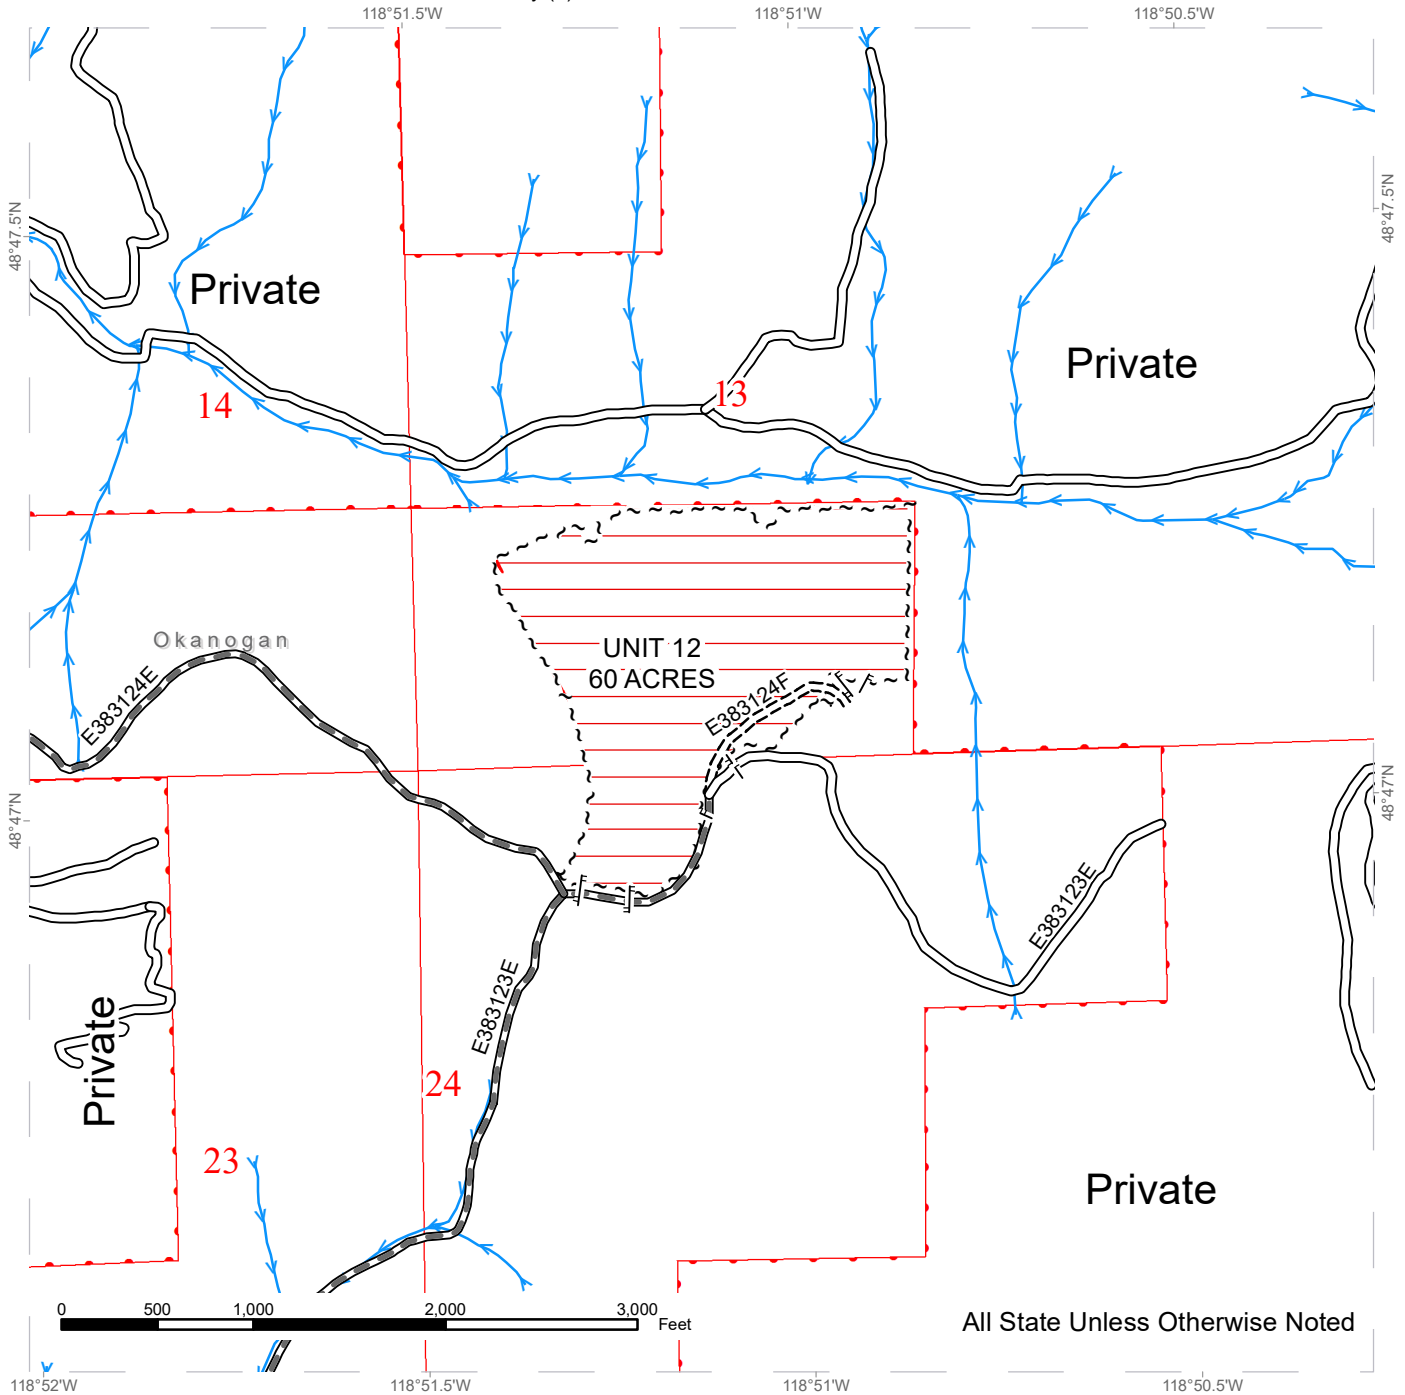 118°51.5'W
118°51'W
118°50.5'W
48°47.5'N
48°47.5'N
Private
Private
14
13
Okanogan
UNIT 12
60 ACRES
E383124E
E383124F
48°47'N
48°47'N
E383123E
E383123E
Private
24
23
Private
0 500 1,000 2,000 3,000
Feet
All State Unless Otherwise Noted
118°52'W
118°51.5'W
118°51'W
118°50.5'W